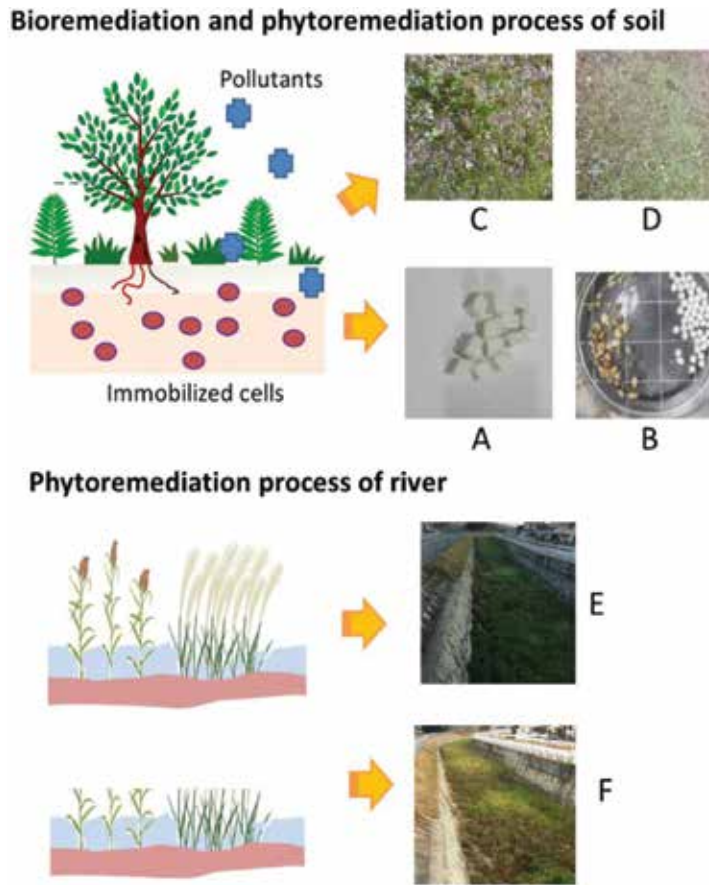 Bioremediation and phytoremediation process of soil
Pollutants
C
D
Immobilized cells
A
B
Phytoremediation process of river
E
F